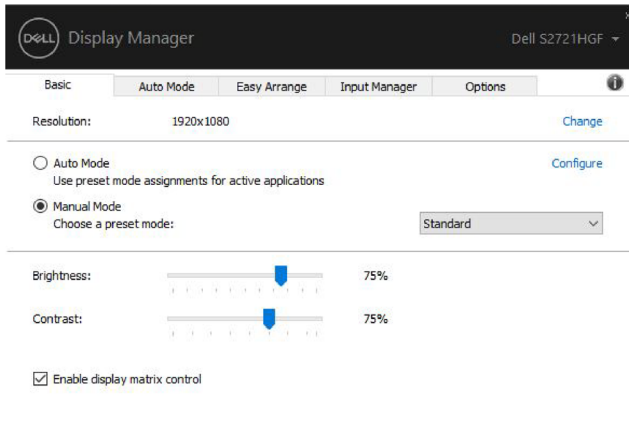 DELL Display Manager Dell S2721HGF
Basic Auto Mode Easy Arrange Input Manager Options
Resolution: 1920x1080 Change
Auto Mode Configure
Use preset mode assignments for active applications
Manual Mode
Choose a preset mode: Standard
Brightness: 75%
Contrast: 75%
Enable display matrix control